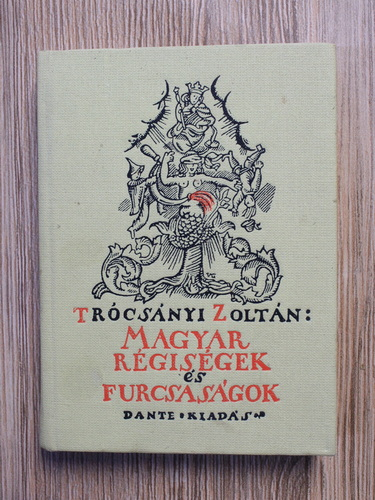 TRÓCSÁNYI ZOLTÁN:
MAGYAR
RÉGISÉGEK
és
FURCSASÁGOK
DANTE KIADÁS